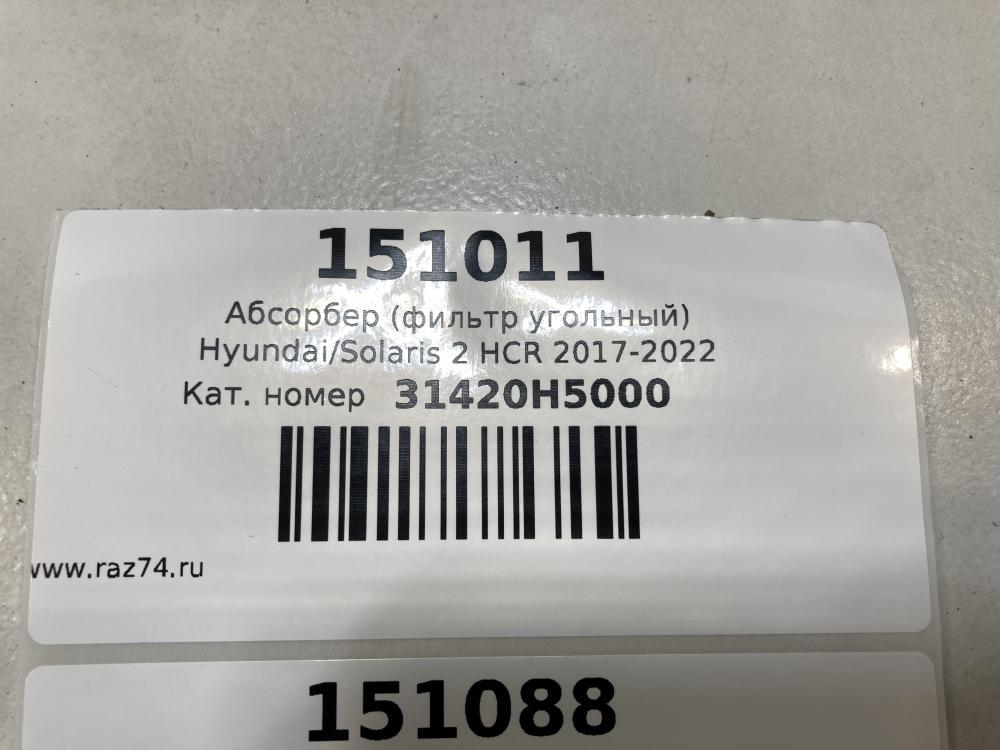 151011
Абсорбер (фильтр угольный)
Hyundai/Solaris 2 HCR 2017-2022
Кат. номер 31420H5000
www.raz74.ru
151088